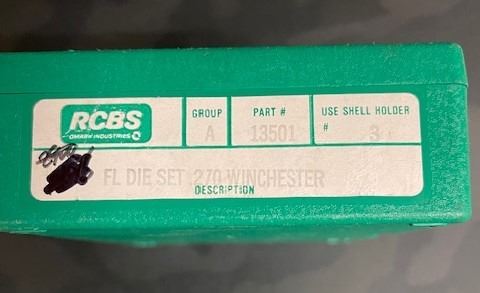 RCBS
OMARK INDUSTRIES
GROUP
A
PART #
13501
USE SHELL HOLDER
# 3
FL DIE SET 270 WINCHESTER
DESCRIPTION